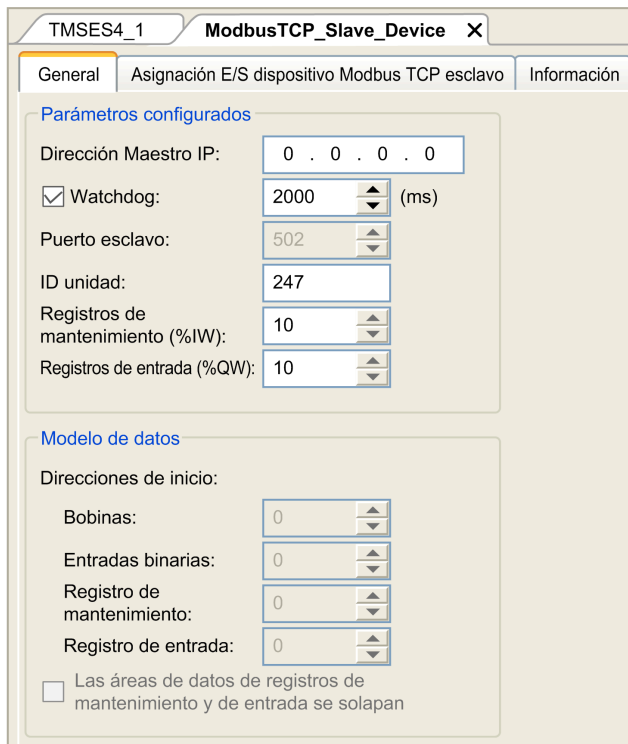 TMSES4_1 ModbusTCP_Slave_Device X
General Asignación E/S dispositivo Modbus TCP esclavo Información
Parámetros configurados
Dirección Maestro IP: 0 . 0 . 0 . 0
Watchdog: 2000 (ms)
Puerto esclavo: 502
ID unidad: 247
Registros de
mantenimiento (%IW): 10
Registros de entrada (%QW): 10
Modelo de datos
Direcciones de inicio:
Bobinas: 0
Entradas binarias: 0
Registro de
mantenimiento: 0
Registro de entrada: 0
Las áreas de datos de registros de
mantenimiento y de entrada se solapan